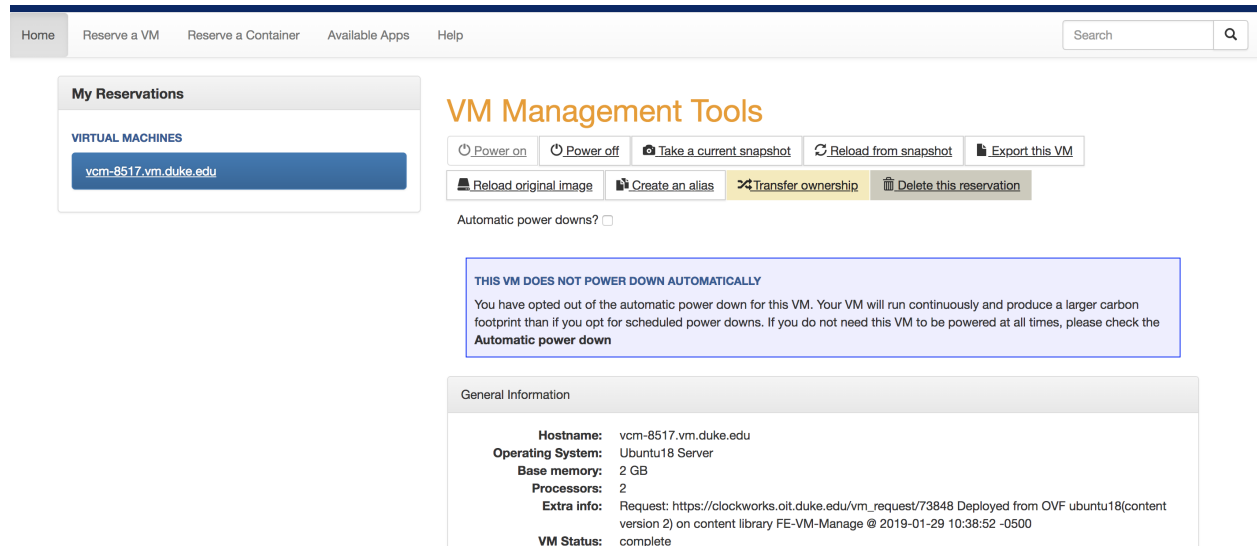 Home Reserve a VM Reserve a Container Available Apps Help Search
My Reservations
VIRTUAL MACHINES
vcm-8517.vm.duke.edu
VM Management Tools
Power on Power off Take a current snapshot Reload from snapshot Export this VM
Reload original image Create an alias Transfer ownership Delete this reservation
Automatic power downs?
THIS VM DOES NOT POWER DOWN AUTOMATICALLY
You have opted out of the automatic power down for this VM. Your VM will run continuously and produce a larger carbon
footprint than if you opt for scheduled power downs. If you do not need this VM to be powered at all times, please check the
Automatic power down
General Information
Hostname: vcm-8517.vm.duke.edu
Operating System: Ubuntu18 Server
Base memory: 2 GB
Processors: 2
Extra info: Request: https://clockworks.oit.duke.edu/vm_request/73848 Deployed from OVF ubuntu18(content
version 2) on content library FE-VM-Manage @ 2019-01-29 10:38:52 -0500
VM Status: complete